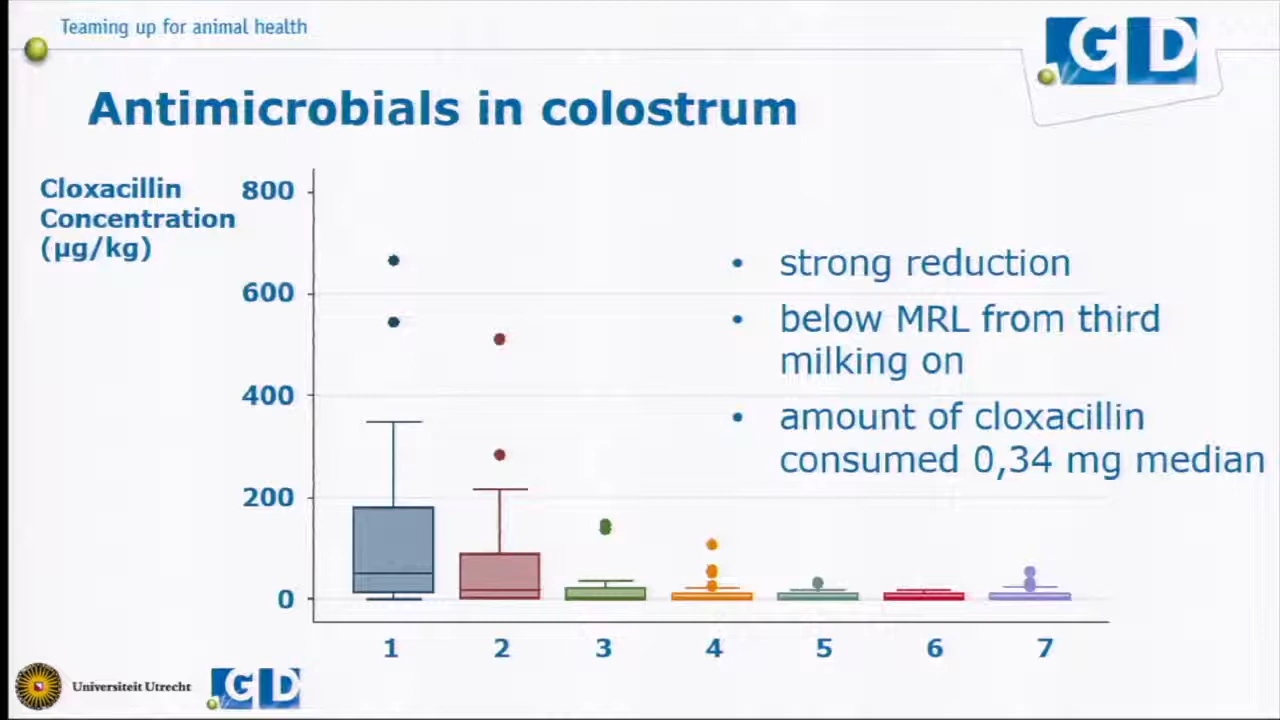 Teaming up for animal health
GD
Antimicrobials in colostrum
Cloxacillin
Concentration
(µg/kg)
800
600
400
200
0
1 2 3 4 5 6 7
• strong reduction
• below MRL from third
milking on
• amount of cloxacillin
consumed 0,34 mg median
Universiteit Utrecht
GD